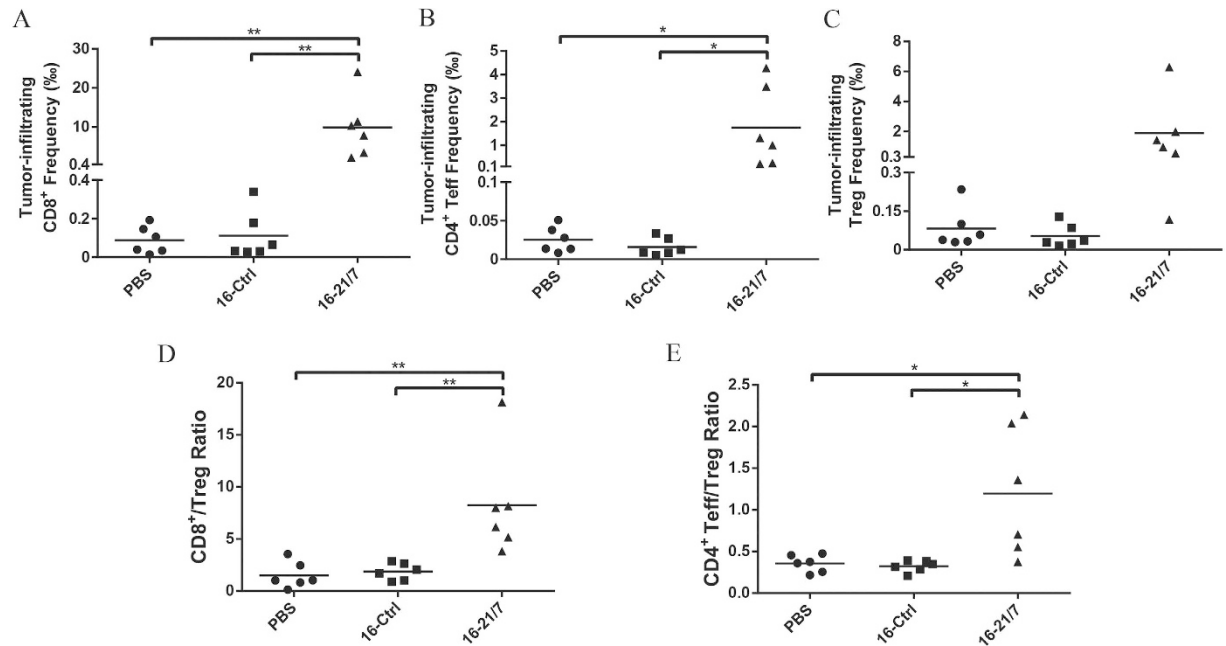 A
Tumor-infiltrating
CD8+ Frequency (‰)
30
20
10
0.4
0.4
0.2
0
**
**
PBS
16-Ctrl
16-21/7
B
Tumor-infiltrating
CD4+ Teff Frequency (‰)
5
4
3
2
1
0.1
0.1
0.05
0
*
*
PBS
16-Ctrl
16-21/7
C
Tumor-infiltrating
Treg Frequency (‰)
8
6
4
2
0.3
0.3
0.15
0
PBS
16-Ctrl
16-21/7
D
CD8+/Treg Ratio
20
15
10
5
0
**
**
PBS
16-Ctrl
16-21/7
E
CD4+ Teff/Treg Ratio
2.5
2.0
1.5
1.0
0.5
0.0
*
*
PBS
16-Ctrl
16-21/7